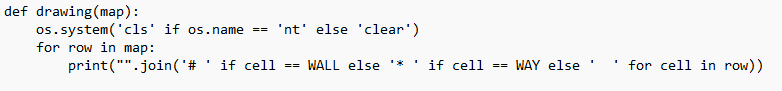 def drawing(map):
    os.system('cls' if os.name == 'nt' else 'clear')
    for row in map:
        print("".join('# ' if cell == WALL else '* ' if cell == WAY else '  ' for cell in row))